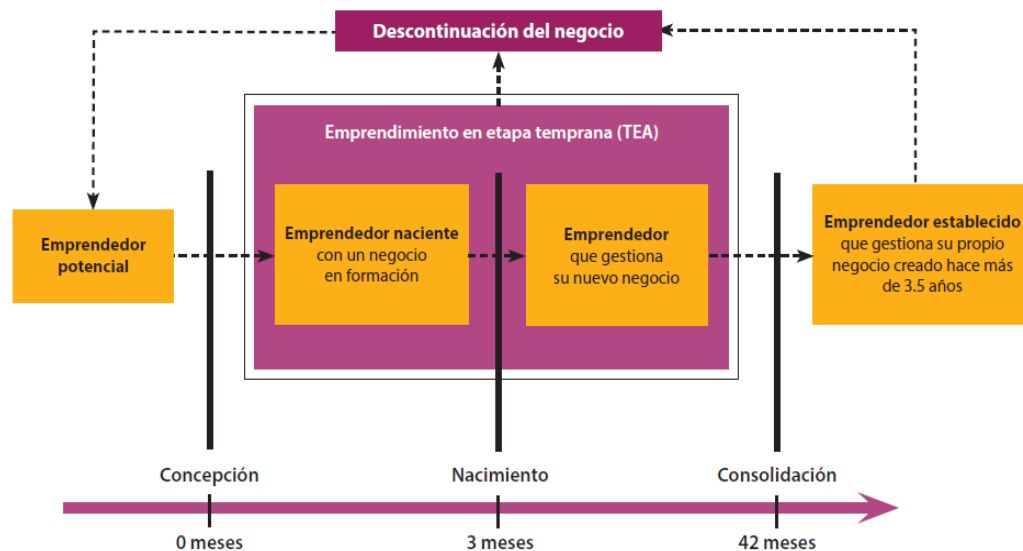 Descontinuación del negocio
Emprendimiento en etapa temprana (TEA)
Emprendedor
potencial
Emprendedor naciente
con un negocio
en formación
Emprendedor
que gestiona
su nuevo negocio
Emprendedor establecido
que gestiona su propio
negocio creado hace más
de 3.5 años
Concepción
Nacimiento
Consolidación
0 meses
3 meses
42 meses